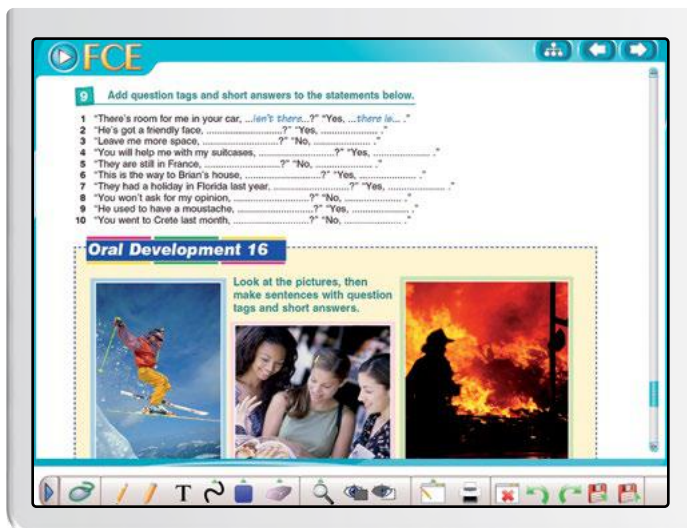 FCE
9 Add question tags and short answers to the statements below.
1 "There's room for me in your car, ...isn't there...?" "Yes, ...there is... ."
2 "He's got a friendly face, ............................?" "Yes, ..................... ."
3 "Leave me more space, ............................?" "No, ..................... ."
4 "You will help me with my suitcases, ............................?" "Yes, ..................... ."
5 "They are still in France, ............................?" "No, ..................... ."
6 "This is the way to Brian's house, ............................?" "Yes, ..................... ."
7 "They had a holiday in Florida last year, ............................?" "Yes, ..................... ."
8 "You won't ask for my opinion, ............................?" "No, ..................... ."
9 "He used to have a moustache, ............................?" "Yes, ..................... ."
10 "You went to Crete last month, ............................?" "No, ..................... ."
Oral Development 16
Look at the pictures, then
make sentences with question
tags and short answers.
T